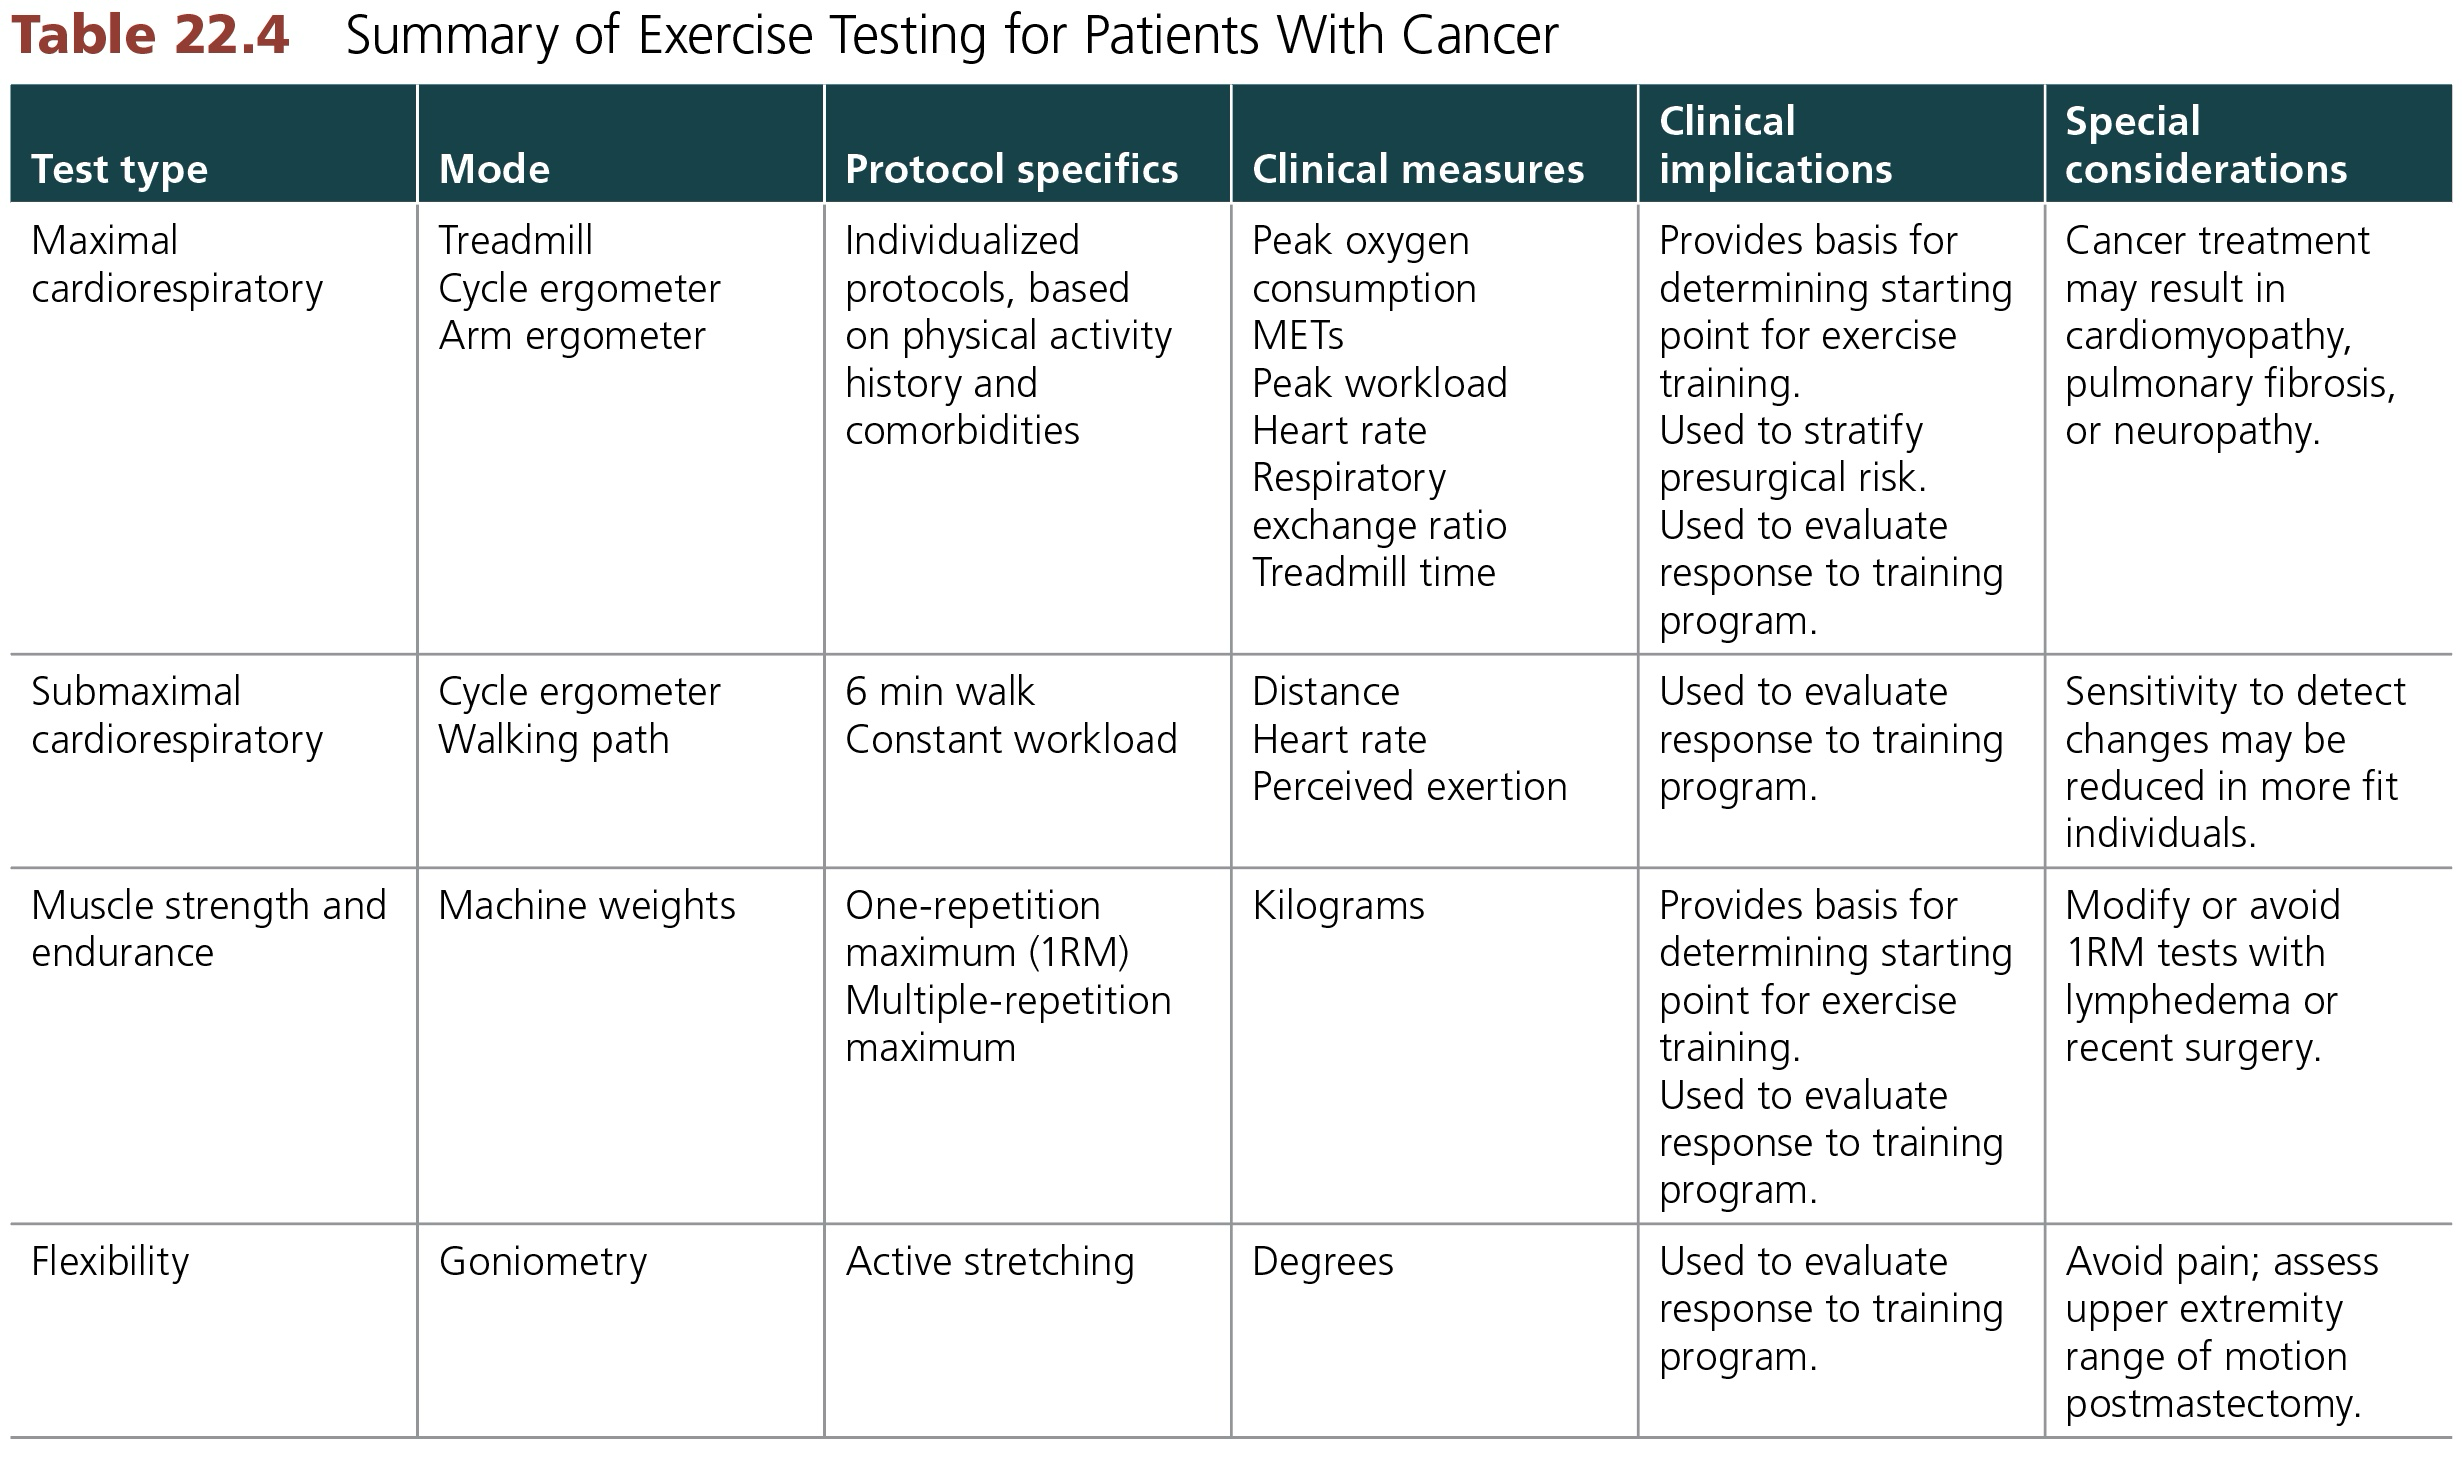 Table 22.4 Summary of Exercise Testing for Patients With Cancer
Test type
Mode
Protocol specifics
Clinical measures
Clinical
implications
Special
considerations
Maximal
cardiorespiratory
Treadmill
Cycle ergometer
Arm ergometer
Individualized
protocols, based
on physical activity
history and
comorbidities
Peak oxygen
consumption
METs
Peak workload
Heart rate
Respiratory
exchange ratio
Treadmill time
Provides basis for
determining starting
point for exercise
training.
Used to stratify
presurgical risk.
Used to evaluate
response to training
program.
Cancer treatment
may result in
cardiomyopathy,
pulmonary fibrosis,
or neuropathy.
Submaximal
cardiorespiratory
Cycle ergometer
Walking path
6 min walk
Constant workload
Distance
Heart rate
Perceived exertion
Used to evaluate
response to training
program.
Sensitivity to detect
changes may be
reduced in more fit
individuals.
Muscle strength and
endurance
Machine weights
One-repetition
maximum (1RM)
Multiple-repetition
maximum
Kilograms
Provides basis for
determining starting
point for exercise
training.
Used to evaluate
response to training
program.
Modify or avoid
1RM tests with
lymphedema or
recent surgery.
Flexibility
Goniometry
Active stretching
Degrees
Used to evaluate
response to training
program.
Avoid pain; assess
upper extremity
range of motion
postmastectomy.